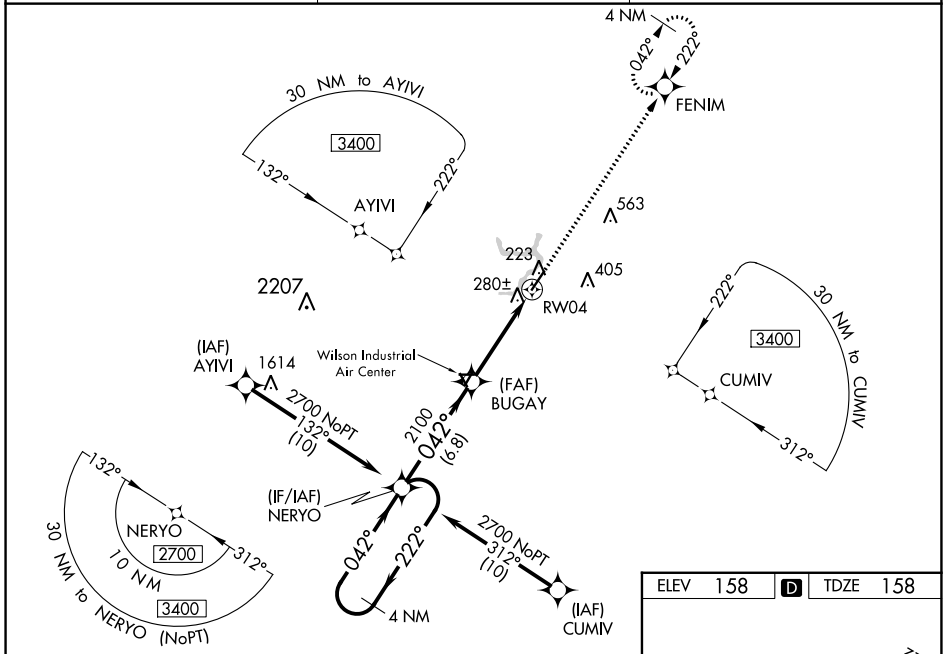 4 NM
042°
222°
FENIM
30 NM to AYIVI
3400
132°
222°
AYIVI
563
223
405
280±
RW04
2207
222°
30 NM to CUMIV
3400
CUMIV
312°
(IAF)
AYIVI
1614
Wilson Industrial
Air Center
(FAF)
BUGAY
2700 NoPT
132°
(10)
2100
042°
(6.8)
(IF/IAF)
NERYO
132°
NERYO
2700
312°
10 NM
3400
30 NM to NERYO (NoPT)
042°
222°
4 NM
2700 NoPT
312°
(10)
(IAF)
CUMIV
ELEV 158 D TDZE 158